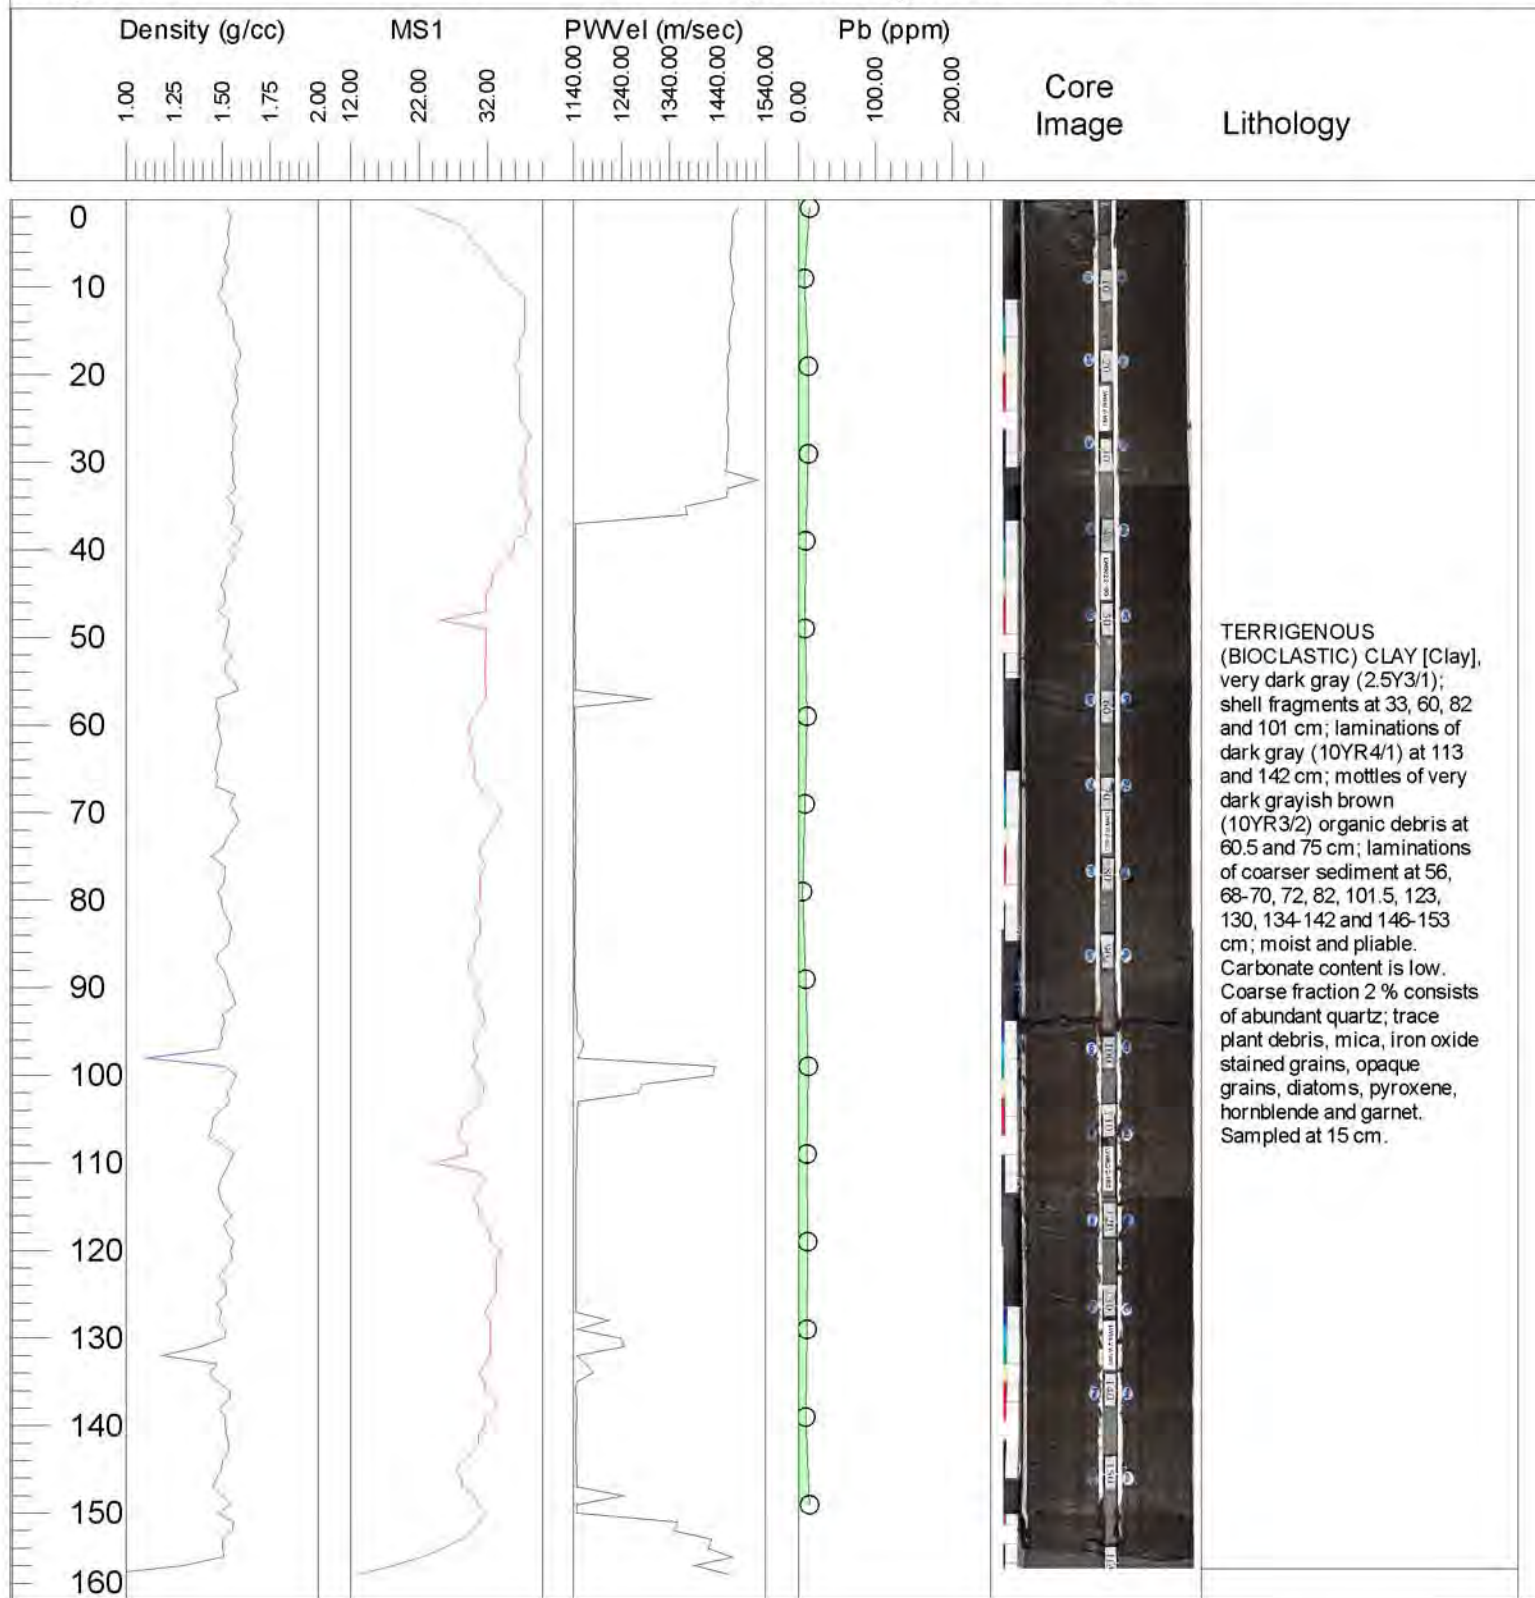 Density (g/cc) MS1 PWVel (m/sec) Pb (ppm)
1.00 1.25 1.50 1.75 2.00 12.00 22.00 32.00 1140.00 1240.00 1340.00 1440.00 1540.00 0.00 100.00 200.00
Core
Image
Lithology
0
10
20
30
40
50
60
70
80
90
100
110
120
130
140
150
160
TERRIGENOUS
(BIOCLASTIC) CLAY [Clay],
very dark gray (2.5Y3/1);
shell fragments at 33, 60, 82
and 101 cm; laminations of
dark gray (10YR4/1) at 113
and 142 cm; mottles of very
dark grayish brown
(10YR3/2) organic debris at
60.5 and 75 cm; laminations
of coarser sediment at 56,
68-70, 72, 82, 101.5, 123,
130, 134-142 and 146-153
cm; moist and pliable.
Carbonate content is low.
Coarse fraction 2 % consists
of abundant quartz; trace
plant debris, mica, iron oxide
stained grains, opaque
grains, diatoms, pyroxene,
hornblende and garnet.
Sampled at 15 cm.